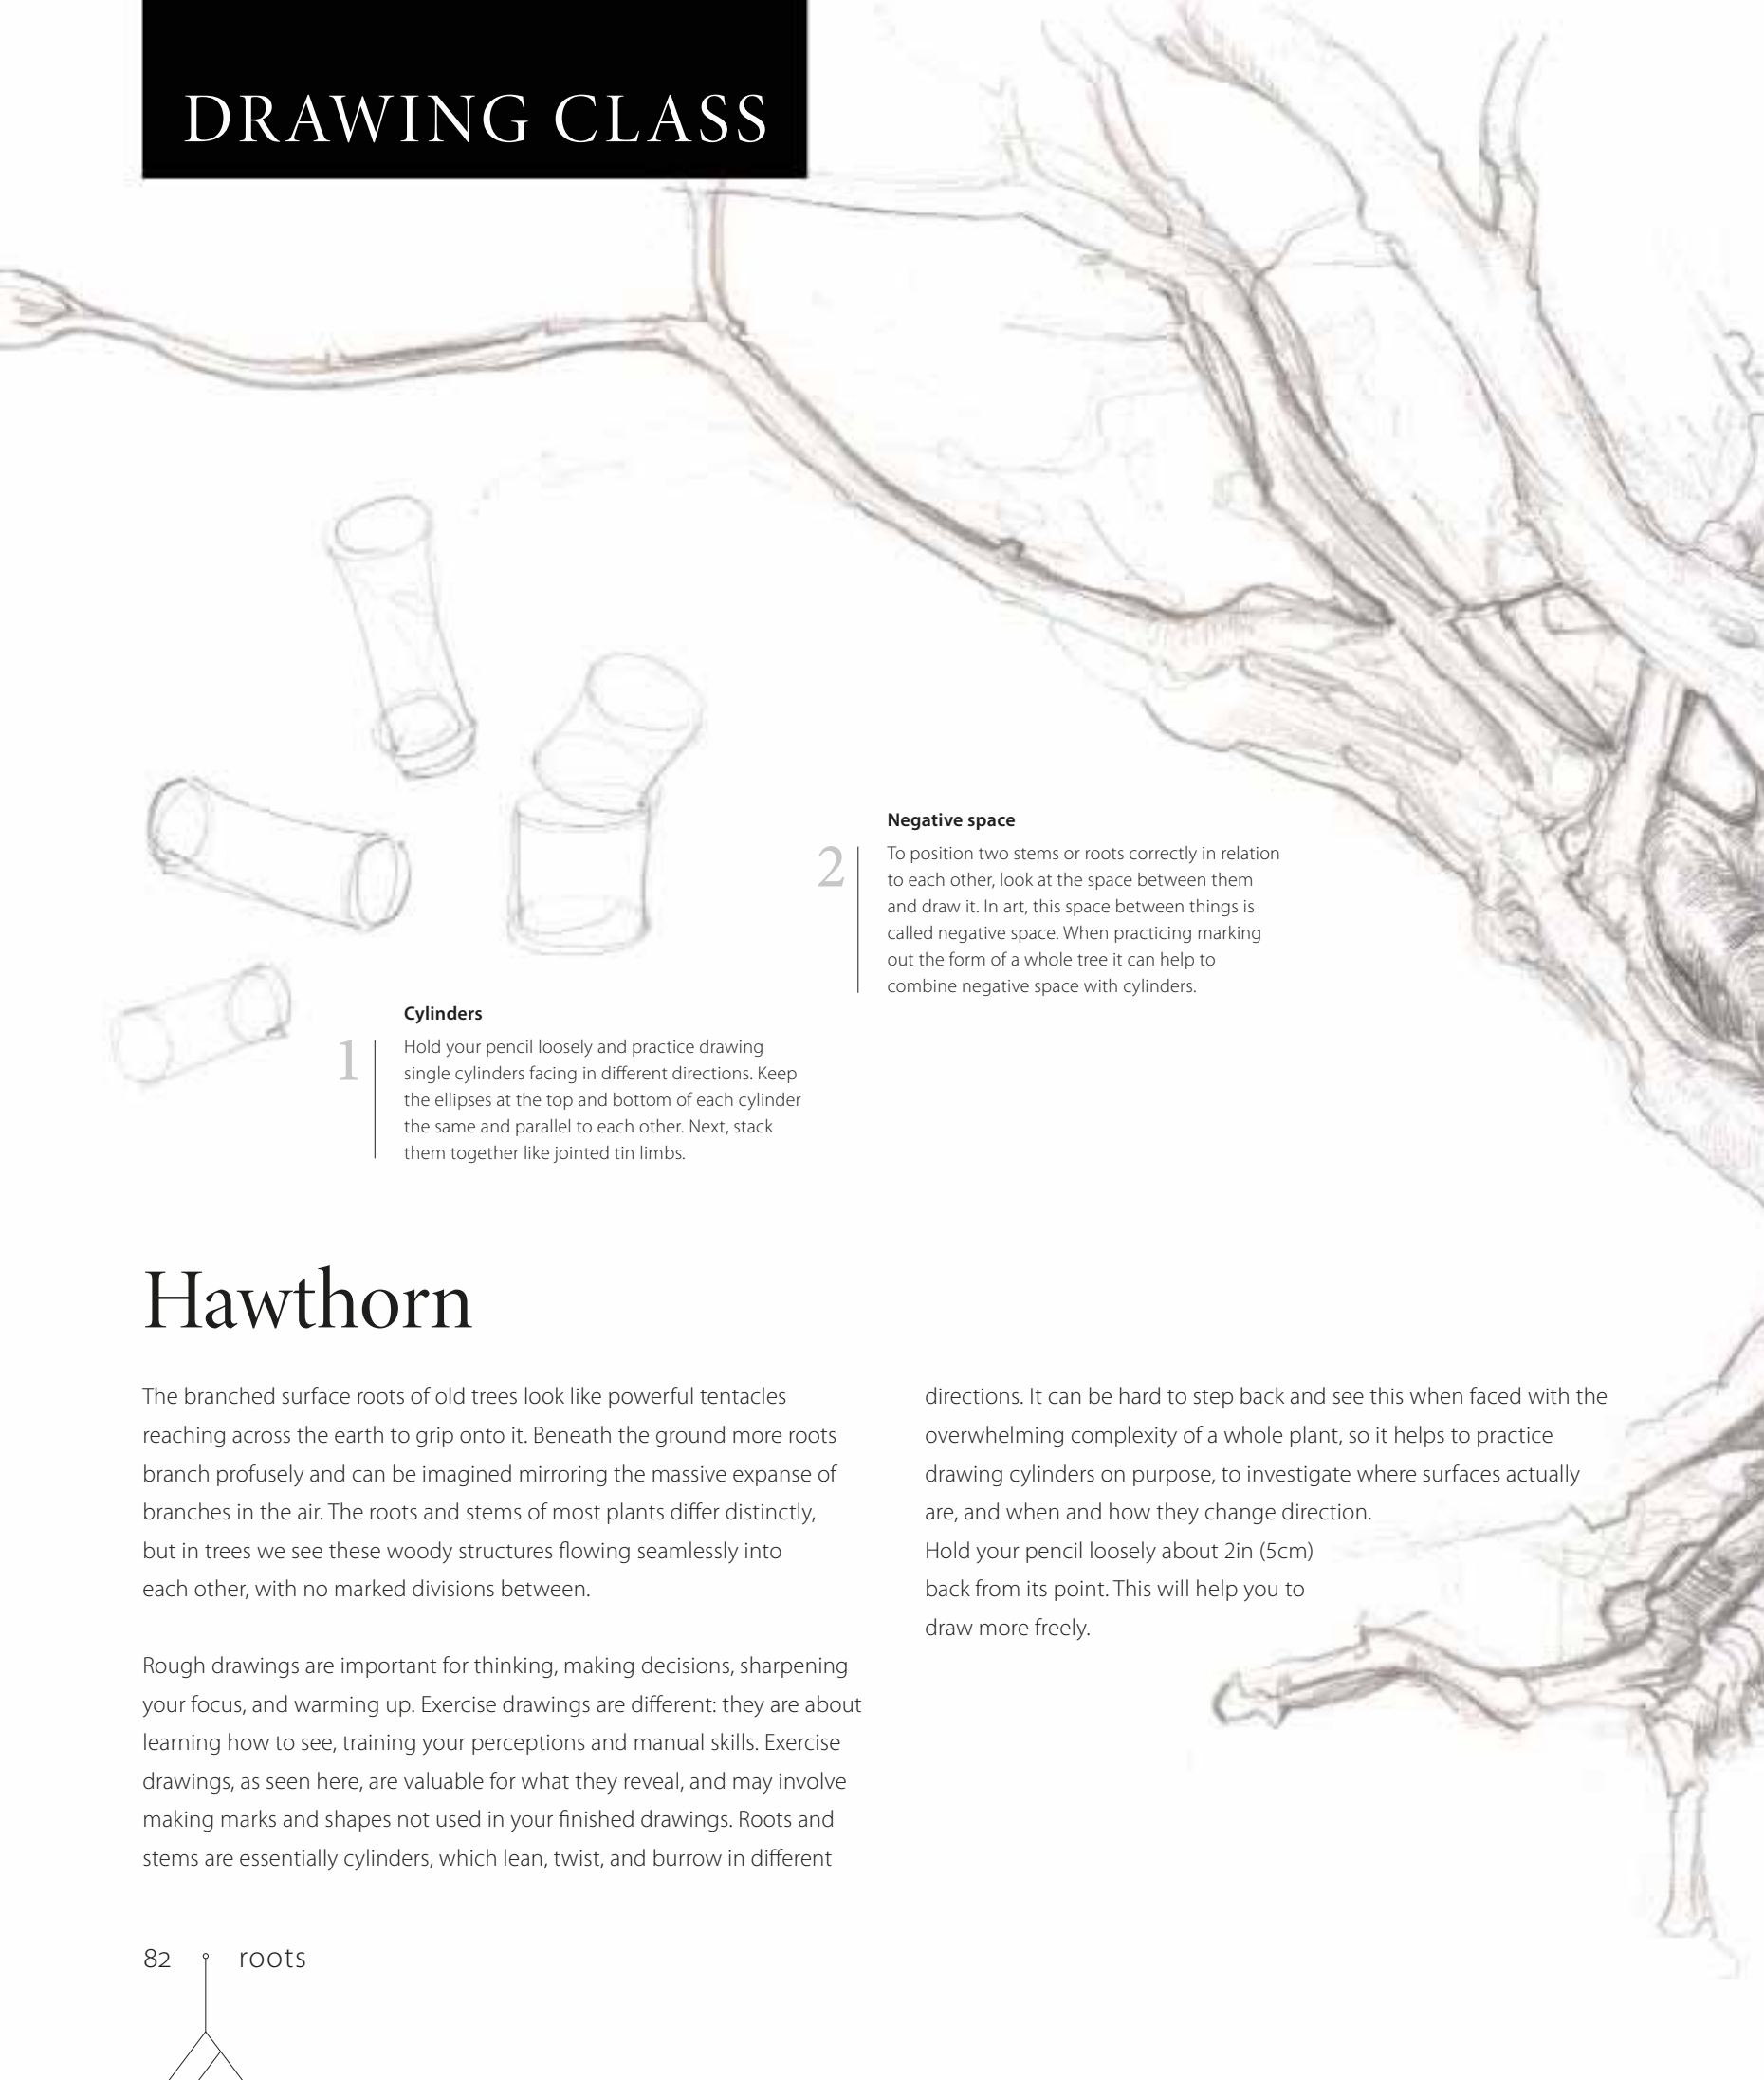 DRAWING CLASS
Negative space
2
To position two stems or roots correctly in relation
to each other, look at the space between them
and draw it. In art, this space between things is
called negative space. When practicing marking
out the form of a whole tree it can help to
combine negative space with cylinders.
Cylinders
1
Hold your pencil loosely and practice drawing
single cylinders facing in different directions. Keep
the ellipses at the top and bottom of each cylinder
the same and parallel to each other. Next, stack
them together like jointed tin limbs.
Hawthorn
The branched surface roots of old trees look like powerful tentacles
reaching across the earth to grip onto it. Beneath the ground more roots
branch profusely and can be imagined mirroring the massive expanse of
branches in the air. The roots and stems of most plants differ distinctly,
but in trees we see these woody structures flowing seamlessly into
each other, with no marked divisions between.
Rough drawings are important for thinking, making decisions, sharpening
your focus, and warming up. Exercise drawings are different: they are about
learning how to see, training your perceptions and manual skills. Exercise
drawings, as seen here, are valuable for what they reveal, and may involve
making marks and shapes not used in your finished drawings. Roots and
stems are essentially cylinders, which lean, twist, and burrow in different
directions. It can be hard to step back and see this when faced with the
overwhelming complexity of a whole plant, so it helps to practice
drawing cylinders on purpose, to investigate where surfaces actually
are, and when and how they change direction.
Hold your pencil loosely about 2in (5cm)
back from its point. This will help you to
draw more freely.
82 roots